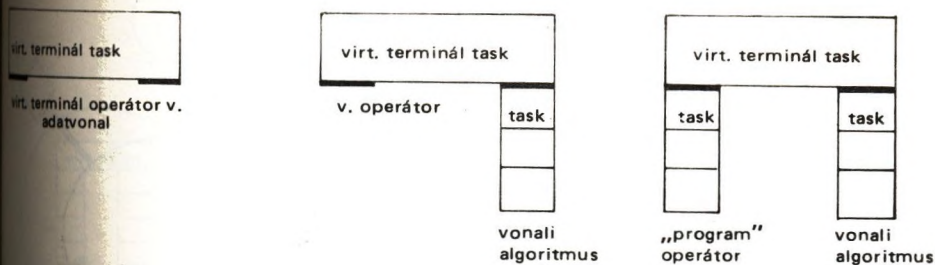 virt. terminál task
virt. terminál operátor v.
adatvonal
virt. terminál task
v. operátor
task
vonali
algoritmus
virt. terminál task
task
task
„program”
operátor
vonali
algoritmus